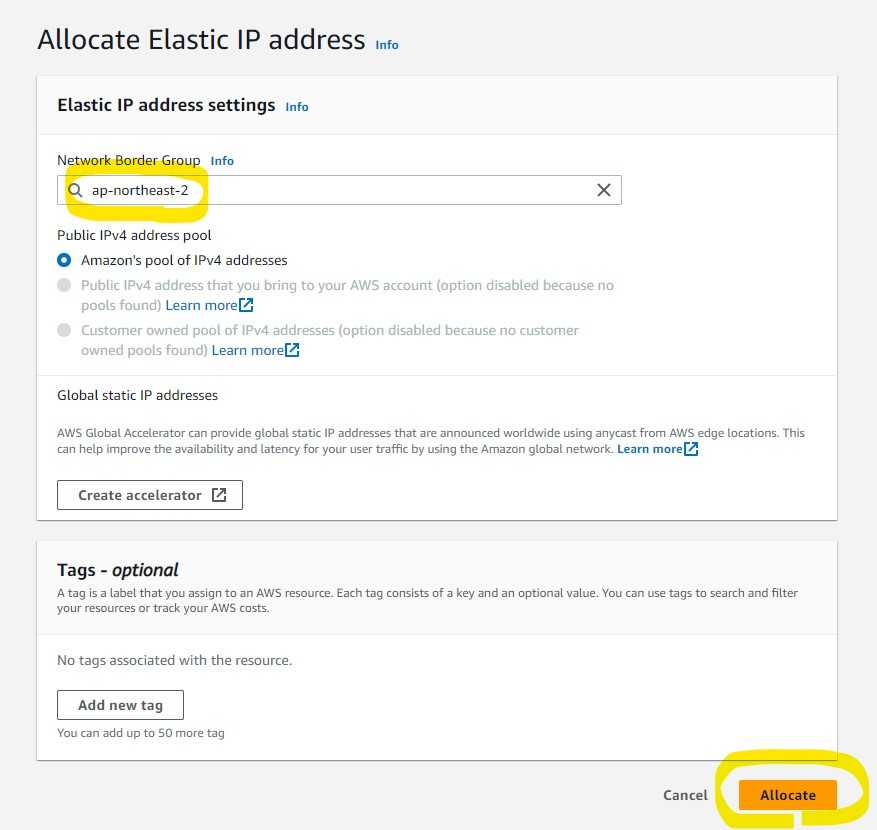 Allocate Elastic IP address Info
Elastic IP address settings Info
Network Border Group Info
ap-northeast-2
Public IPv4 address pool
Amazon's pool of IPv4 addresses
Public IPv4 address that you bring to your AWS account (option disabled because no
pools found) Learn more
Customer owned pool of IPv4 addresses (option disabled because no customer
owned pools found) Learn more
Global static IP addresses
AWS Global Accelerator can provide global static IP addresses that are announced worldwide using anycast from AWS edge locations. This
can help improve the availability and latency for your user traffic by using the Amazon global network. Learn more
Create accelerator
Tags - optional
A tag is a label that you assign to an AWS resource. Each tag consists of a key and an optional value. You can use tags to search and filter
your resources or track your AWS costs.
No tags associated with the resource.
Add new tag
You can add up to 50 more tag
Cancel Allocate